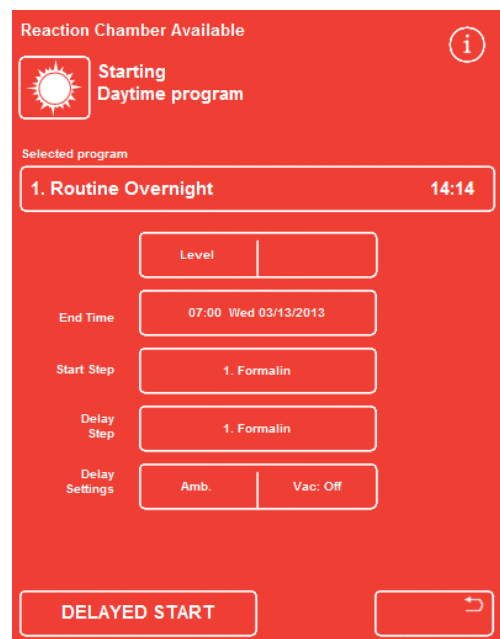 Reaction Chamber Available
i
Starting
Daytime program
Selected program
1. Routine Overnight 14:14
Level
End Time 07:00 Wed 03/13/2013
Start Step 1. Formalin
Delay
Step 1. Formalin
Delay
Settings Amb. Vac: Off
DELAYED START